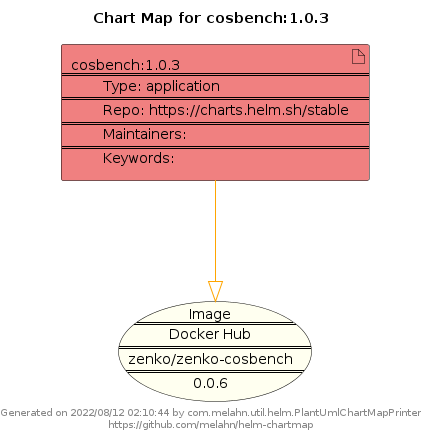 Chart Map for cosbench:1.0.3
cosbench:1.0.3
Type: application
Repo: https://charts.helm.sh/stable
Maintainers:
Keywords:
Image
Docker Hub
zenko/zenko-cosbench
0.0.6
Generated on 2022/08/12 02:10:44 by com.melahn.util.helm.PlantUmlChartMapPrinter
https://github.com/melahn/helm-chartmap